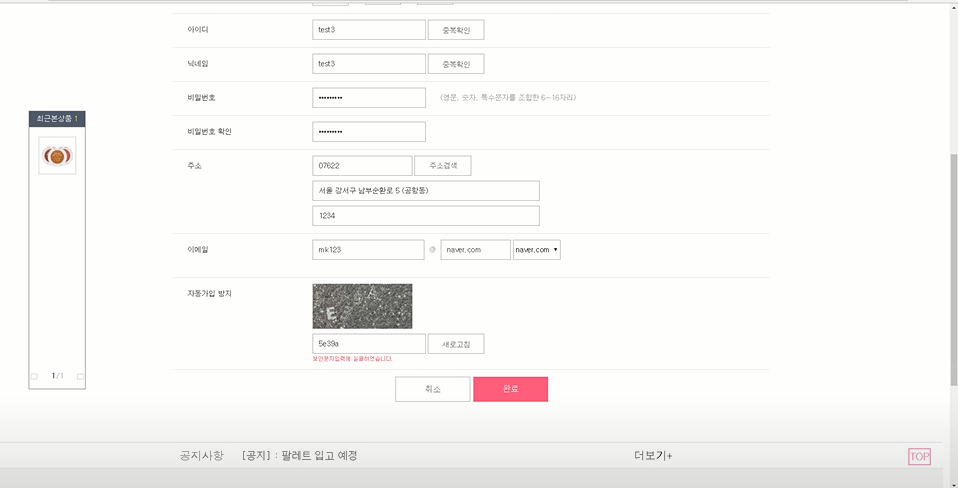 아이디 test3 중복확인
닉네임 test3 중복확인
비밀번호 ••••••••• (영문, 숫자, 특수문자를 조합한 6~16자리)
최근본상품 1
비밀번호 확인 •••••••••
주소 07622 주소검색
서울 강서구 남부순환로 5 (공항동)
1234
이메일 mk123 @ naver.com naver.com
자동가입 방지
5e39a 새로고침
보안문자입력에 실패하였습니다.
1/1
취소 완료
공지사항 [공지] : 팔레트 입고 예정 더보기+ TOP